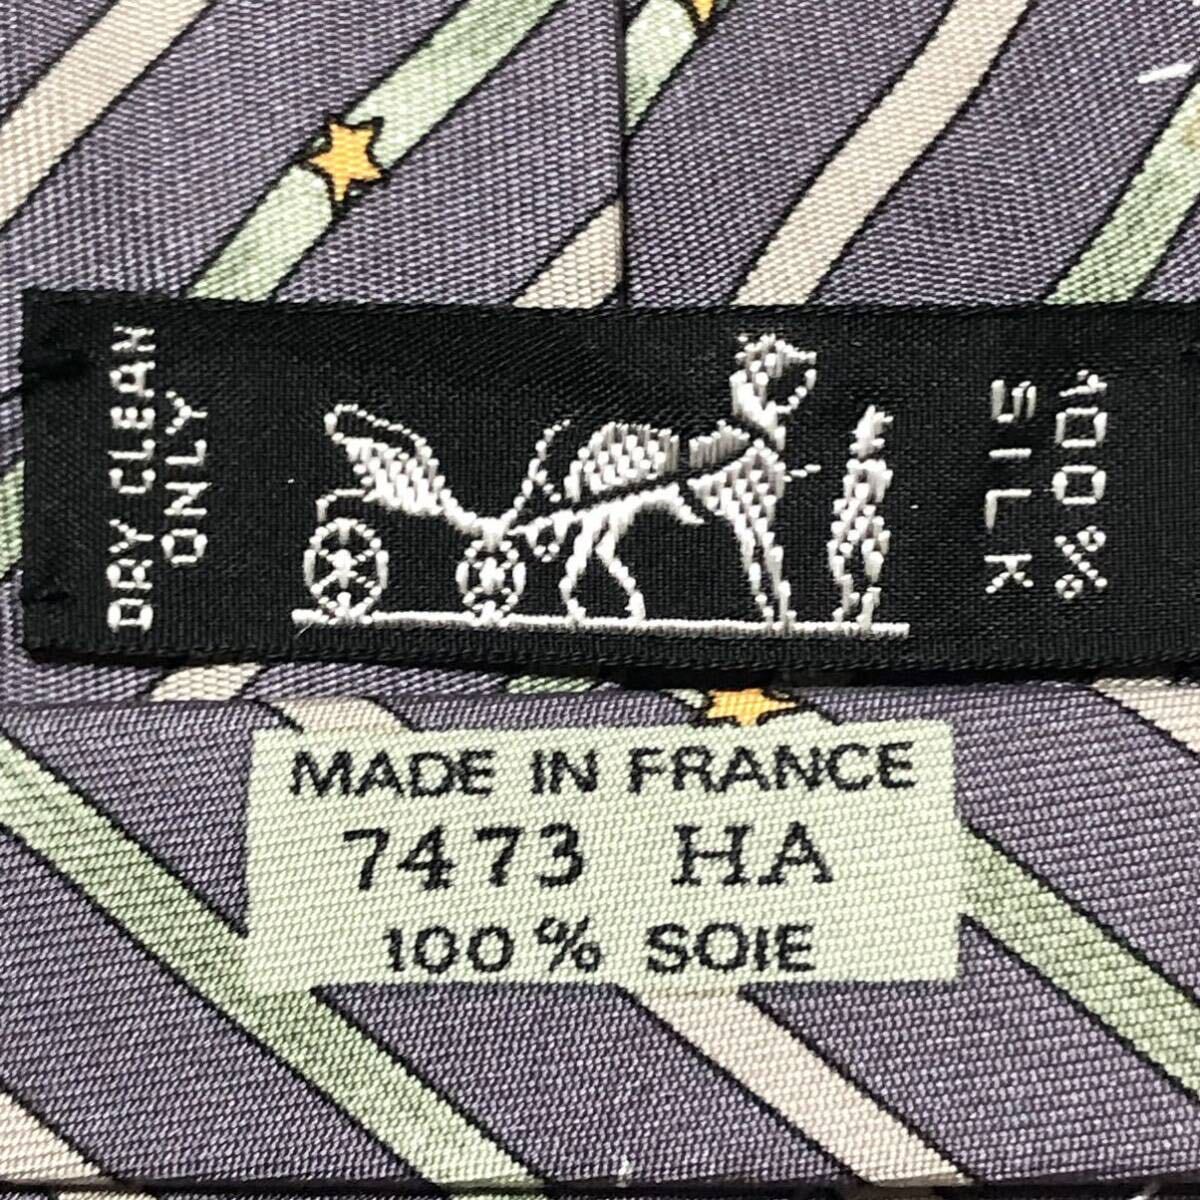 DRY CLEAN
ONLY
100%
SILK
MADE IN FRANCE
7473 HA
100% SOIE